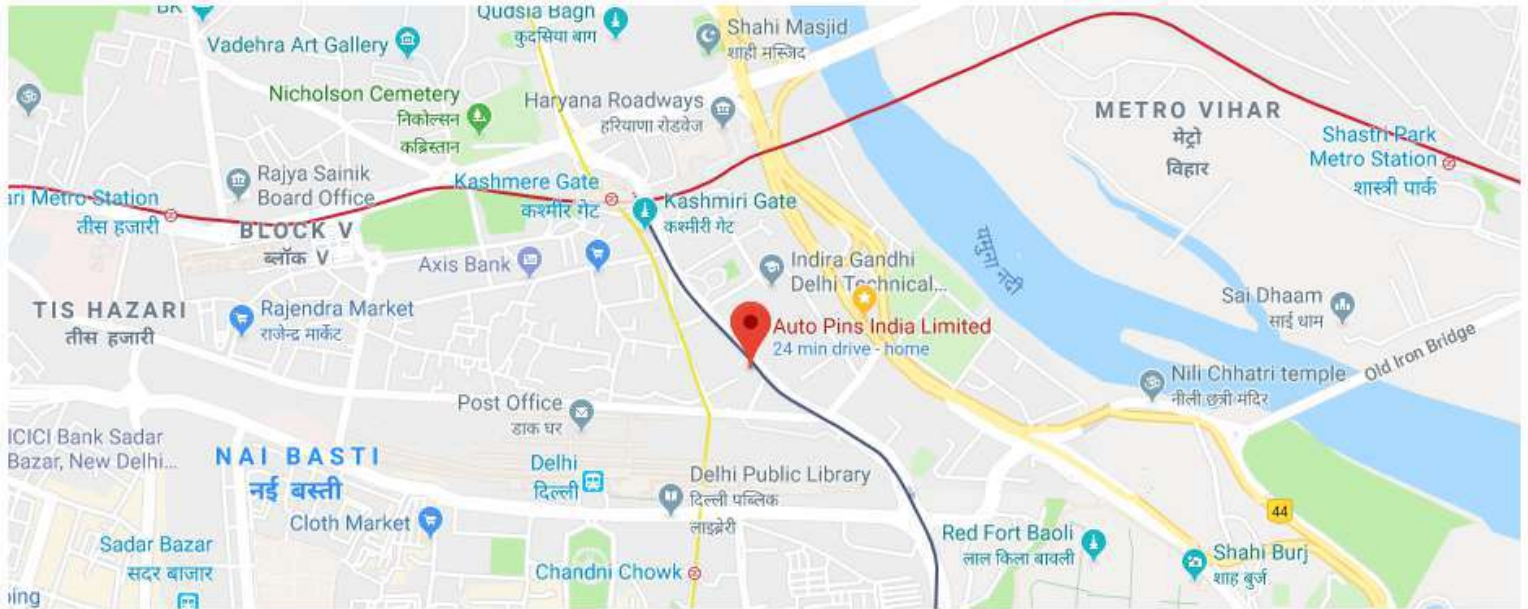 BK
Qudsia Bagh
कुदसिया बाग
Shahi Masjid
शाही मस्जिद
Vadehra Art Gallery
Nicholson Cemetery
निकोल्सन
कब्रिस्तान
Haryana Roadways
हरियाणा रोडवेज
METRO VIHAR
मेट्रो
विहार
Shastri Park
Metro Station
शास्त्री पार्क
Rajya Sainik
Board Office
Kashmere Gate
कश्मीर गेट
Kashmiri Gate
कश्मीरी गेट
ari Metro Station
तीस हजारी
BLOCK V
ब्लॉक V
Axis Bank
Indira Gandhi
Delhi Technical...
यमुना नदी
TIS HAZARI
तीस हजारी
Rajendra Market
राजेन्द्र मार्केट
Sai Dhaam
साई धाम
Auto Pins India Limited
24 min drive - home
Old Iron Bridge
Nili Chhatri temple
नीली छत्री मंदिर
Post Office
डाक घर
ICICI Bank Sadar
Bazar, New Delhi...
NAI BASTI
नई बस्ती
Delhi
दिल्ली
Delhi Public Library
दिल्ली पब्लिक
लाइब्रेरी
Cloth Market
44
Sadar Bazar
सदर बाजार
Red Fort Baoli
लाल किला बावली
Shahi Burj
शाह बुर्ज
Chandni Chowk
ping